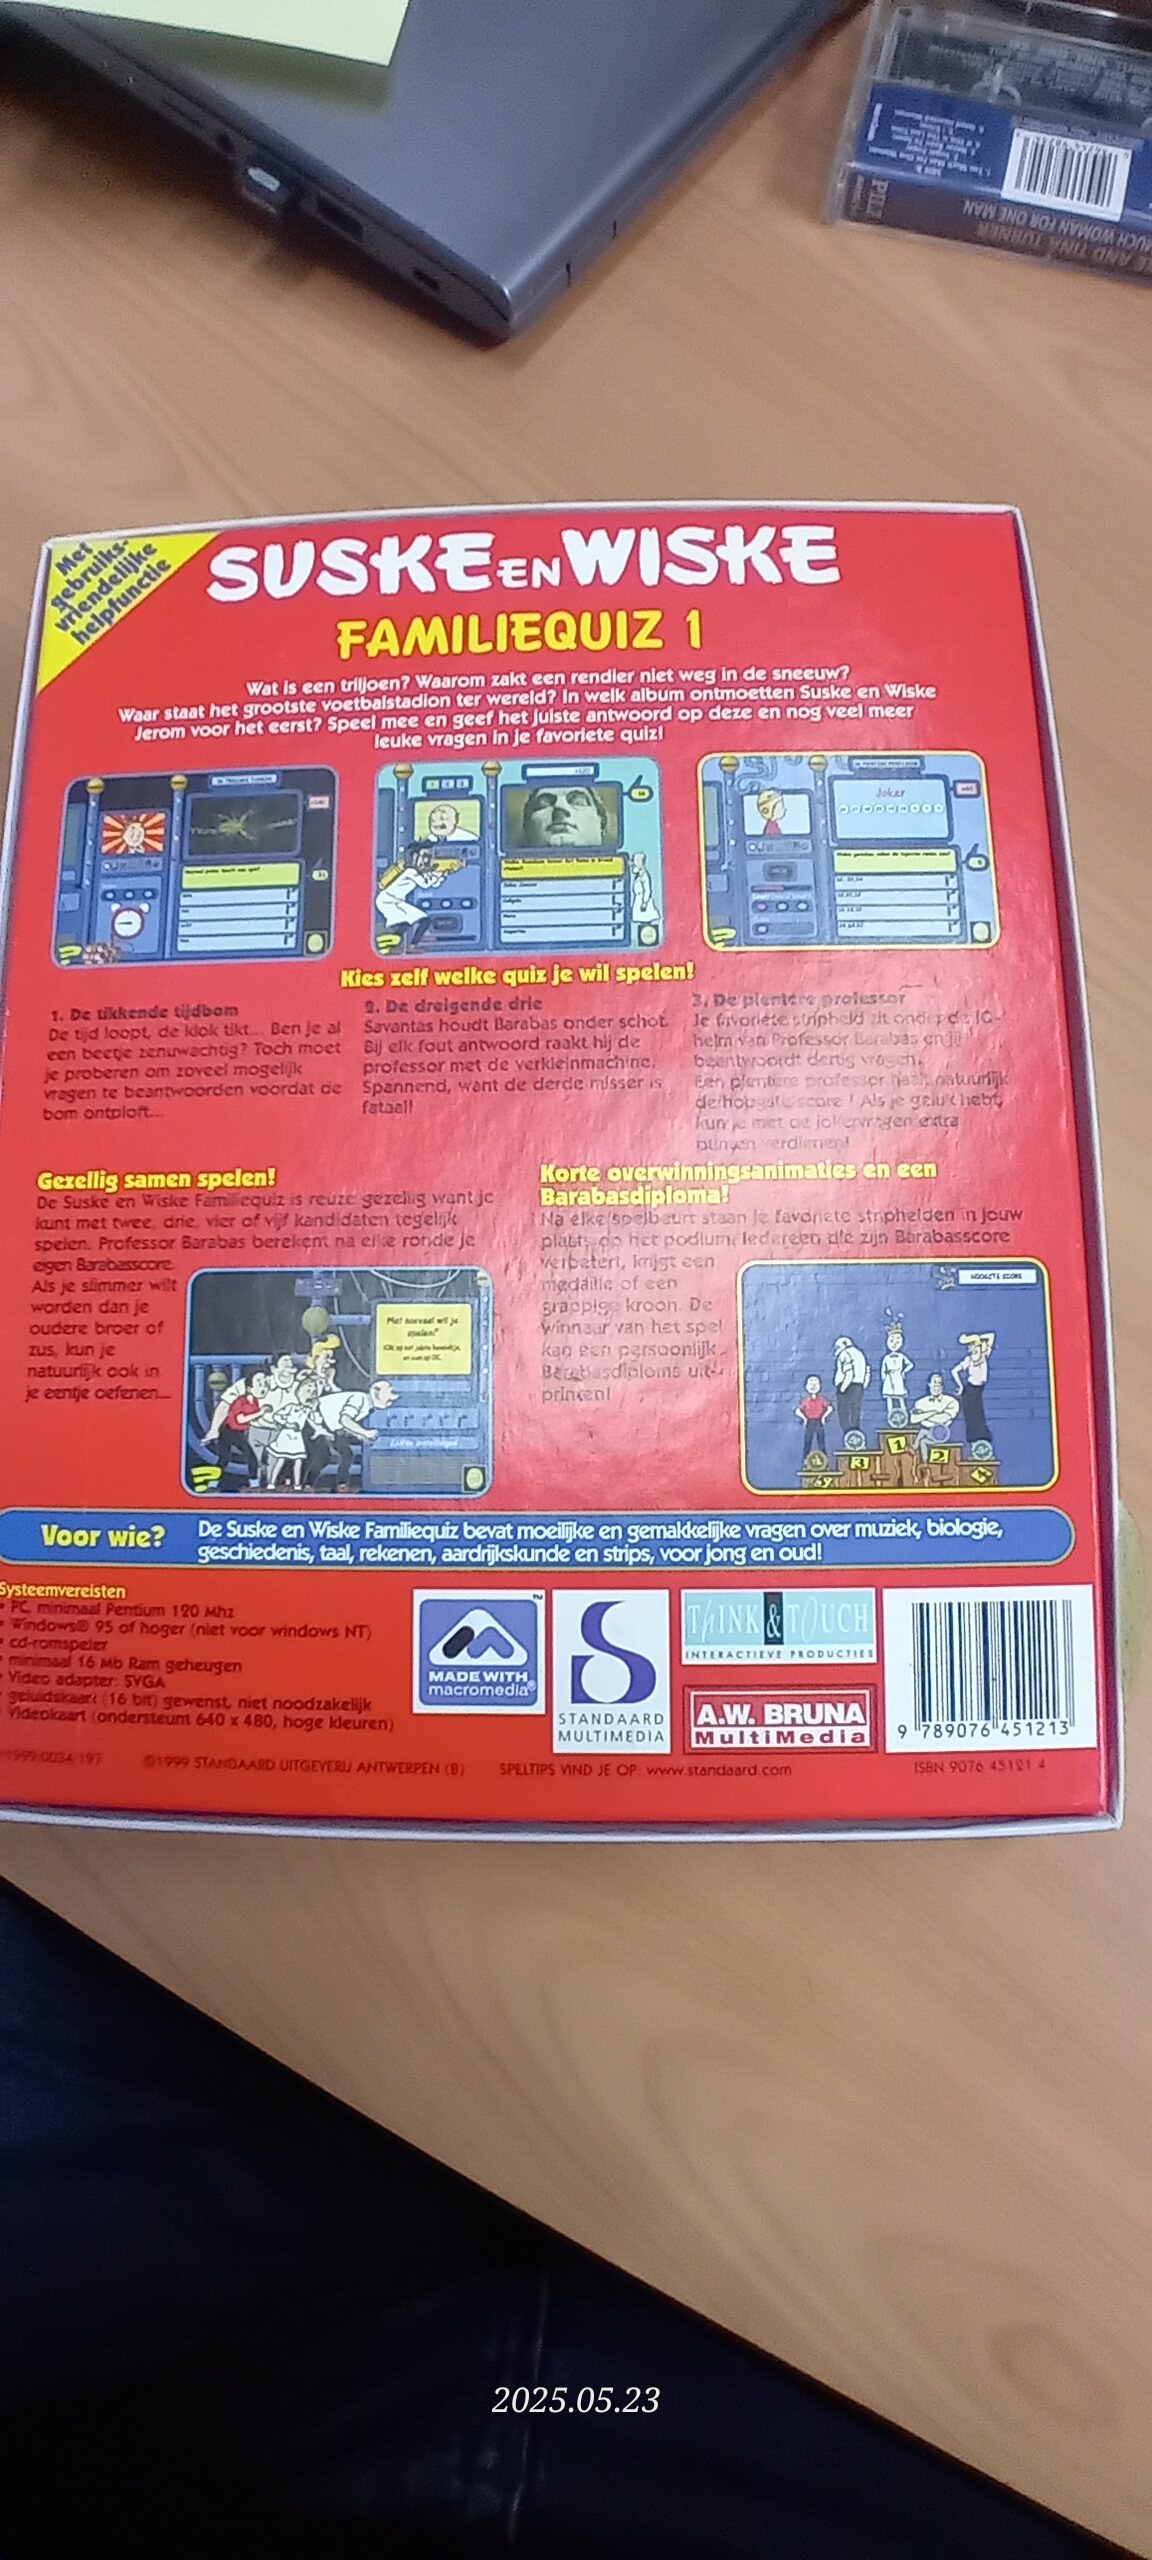 PILZ
IKE AND TINA TURNER
MUCH WOMAN FOR ONE MAN
Met
gebruiks-
vriendelijke
helpfunctie
SUSKE EN WISKE
FAMILIEQUIZ 1
Wat is een triljoen? Waarom zakt een rendier niet weg in de sneeuw?
Waar staat het grootste voetbalstadion ter wereld? In welk album ontmoetten Suske en Wiske
Jerom voor het eerst? Speel mee en geef het juiste antwoord op deze en nog veel meer
leuke vragen in je favoriete quiz!
Joker
Kies zelf welke quiz je wil spelen!
1. De tikkende tijdbom
De tijd loopt, de klok tikt... Ben je al
een beetje zenuwachtig? Toch moet
je proberen om zoveel mogelijk
vragen te beantwoorden voordat de
bom ontploft...
2. De dreigende drie
Savantas houdt Barabas onder schot.
Bij elk fout antwoord raakt hij de
professor met de verkleinmachine.
Spannend, want de derde misser is
fataal!
3. De pientere professor
Je favoriete stripheld zit onder de IQ-
helm van Professor Barabas en jij
beantwoordt dertig vragen.
Een pientere professor haalt natuurlijk
de hoogste score ! Als je geluk hebt,
kun je met de jokervragen extra
punten verdienen!
Gezellig samen spelen!
De Suske en Wiske Familiequiz is reuze gezellig want je
kunt met twee, drie, vier of vijf kandidaten tegelijk
spelen. Professor Barabas berekent na elke ronde je
eigen Barabasscore.
Als je slimmer wilt
worden dan je
oudere broer of
zus, kun je
natuurlijk ook in
je eentje oefenen...
Met hoeveel wil je
spelen?
Korte overwinningsanimaties en een
Barabasdiploma!
Na elke spelbeurt staan je favoriete striphelden in jouw
plaats op het podium. Iedereen die zijn Barabasscore
verbetert, krijgt een
medaille of een
grappige kroon. De
winnaar van het spel
kan een persoonlijk
Barabasdiploma uit-
printen!
HOOGSTE SCORE
3 1 2
Voor wie?
De Suske en Wiske Familiequiz bevat moeilijke en gemakkelijke vragen over muziek, biologie,
geschiedenis, taal, rekenen, aardrijkskunde en strips, voor jong en oud!
Systeemvereisten
• PC, minimaal Pentium 120 Mhz
• Windows® 95 of hoger (niet voor windows NT)
• cd-romspeler
• minimaal 16 Mb Ram geheugen
• Video adapter: SVGA
• geluidskaart (16 bit) gewenst, niet noodzakelijk
• Videokaart (ondersteunt 640 x 480, hoge kleuren)
MADE WITH
macromedia®
STANDAARD
MULTIMEDIA
THINK & TOUCH
INTERACTIEVE PRODUCTIES
A.W. BRUNA
MultiMedia
9 789076 451213
1999/0034/197
©1999 STANDAARD UITGEVERIJ ANTWERPEN (B)
SPELTIPS VIND JE OP: www.standaard.com
ISBN 9076 45121 4
2025.05.23